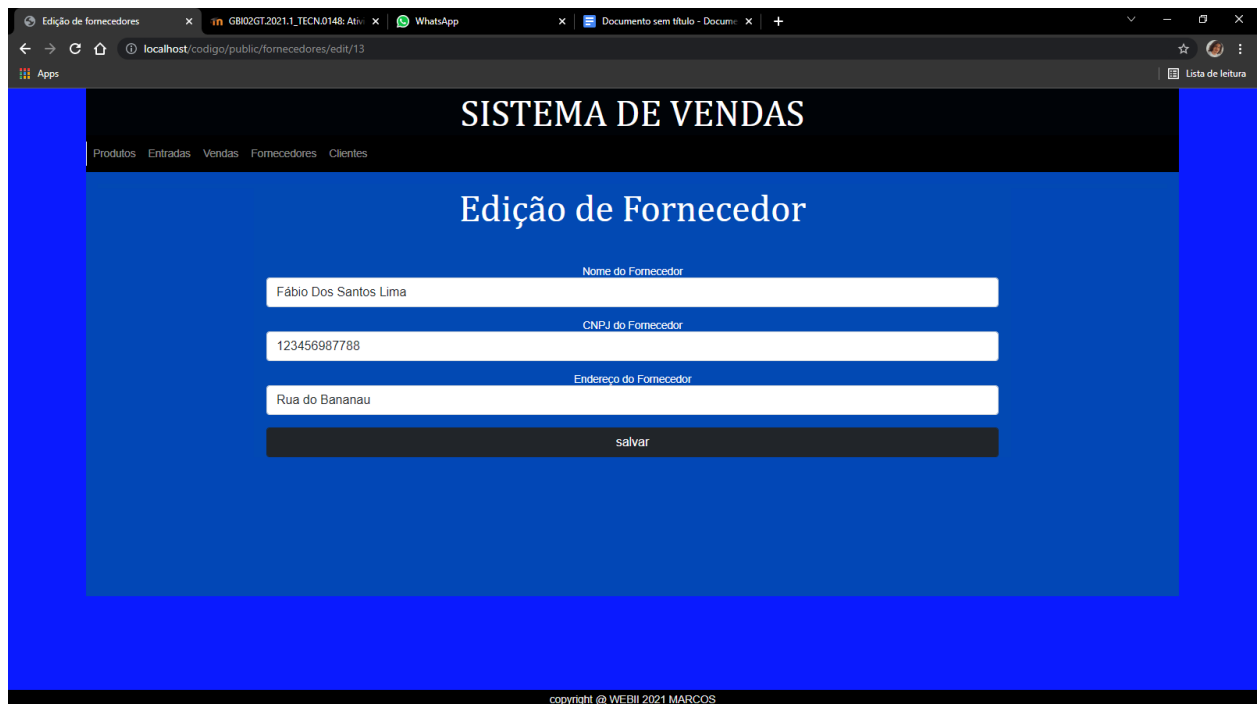 Edição de fornecedores
GBI02GT.2021.1_TECN.0148: Ativ
WhatsApp
Documento sem título - Docume
localhost/codigo/public/fornecedores/edit/13
Apps
Lista de leitura
SISTEMA DE VENDAS
Produtos Entradas Vendas Fornecedores Clientes
Edição de Fornecedor
Nome do Fornecedor
Fábio Dos Santos Lima
CNPJ do Fornecedor
123456987788
Endereço do Fornecedor
Rua do Bananau
salvar
copyright @ WEBII 2021 MARCOS